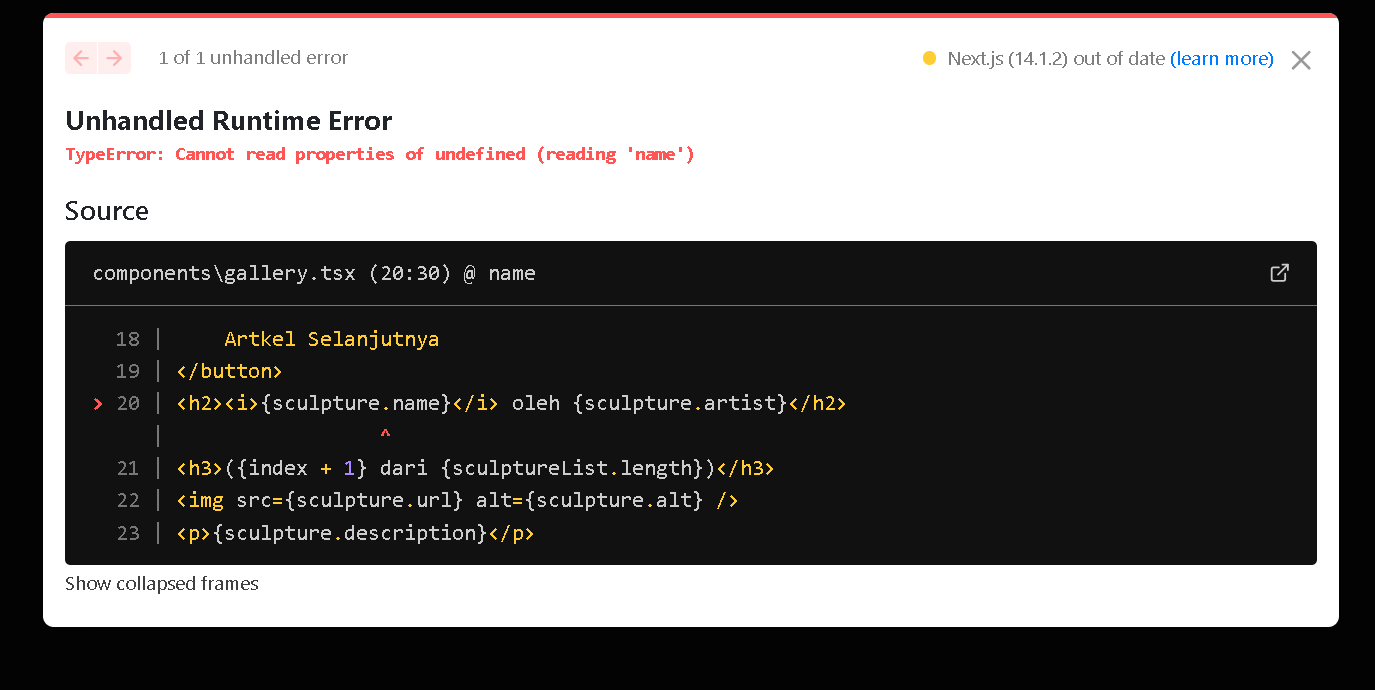 1 of 1 unhandled error
Next.js (14.1.2) out of date (learn more)
Unhandled Runtime Error
TypeError: Cannot read properties of undefined (reading 'name')
Source
components\gallery.tsx (20:30) @ name
18 |     Artkel Selanjutnya
19 | </button>
> 20 | <h2><i>{sculpture.name}</i> oleh {sculpture.artist}</h2>
|                  ^
21 | <h3>({index + 1} dari {sculptureList.length})</h3>
22 | <img src={sculpture.url} alt={sculpture.alt} />
23 | <p>{sculpture.description}</p>
Show collapsed frames